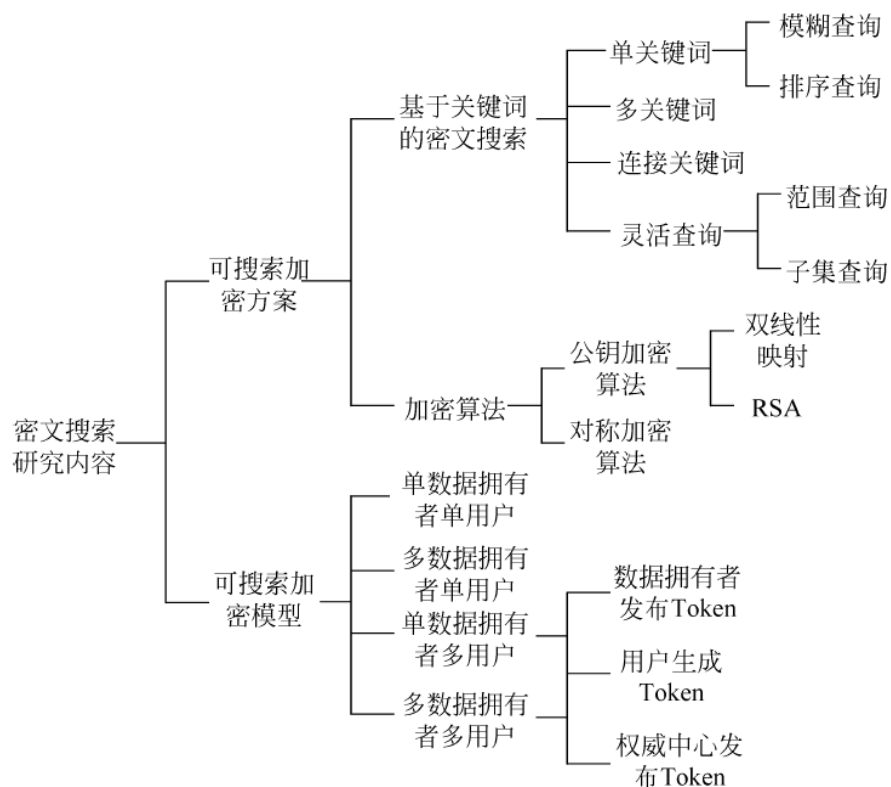 密文搜索
研究内容
可搜索加
密方案
基于关键词
的密文搜索
单关键词
模糊查询
排序查询
多关键词
连接关键词
灵活查询
范围查询
子集查询
加密算法
公钥加密
算法
双线性
映射
RSA
对称加密
算法
可搜索加
密模型
单数据拥有
者单用户
多数据拥有
者单用户
单数据拥有
者多用户
多数据拥有
者多用户
数据拥有者
发布Token
用户生成
Token
权威中心发
布Token